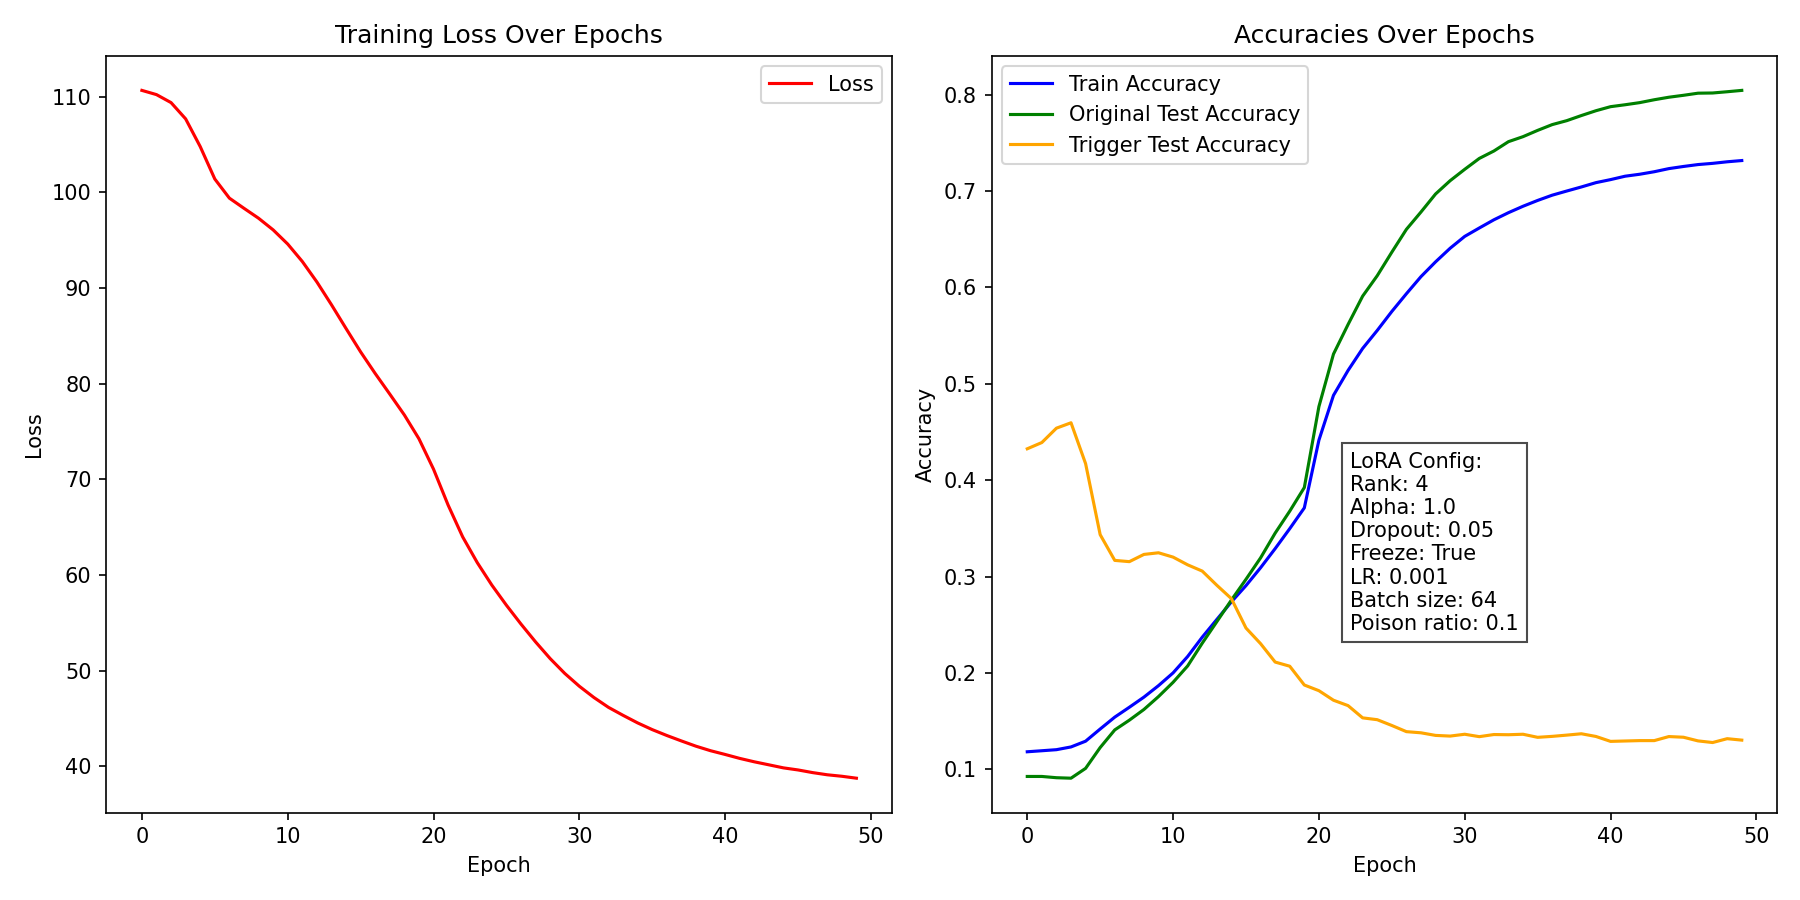 Training Loss Over Epochs
Loss
110
100
90
80
70
60
50
40
Loss
0 10 20 30 40 50
Epoch
Accuracies Over Epochs
Train Accuracy
Original Test Accuracy
Trigger Test Accuracy
0.8
0.7
0.6
0.5
0.4
0.3
0.2
0.1
Accuracy
LoRA Config:
Rank: 4
Alpha: 1.0
Dropout: 0.05
Freeze: True
LR: 0.001
Batch size: 64
Poison ratio: 0.1
0 10 20 30 40 50
Epoch